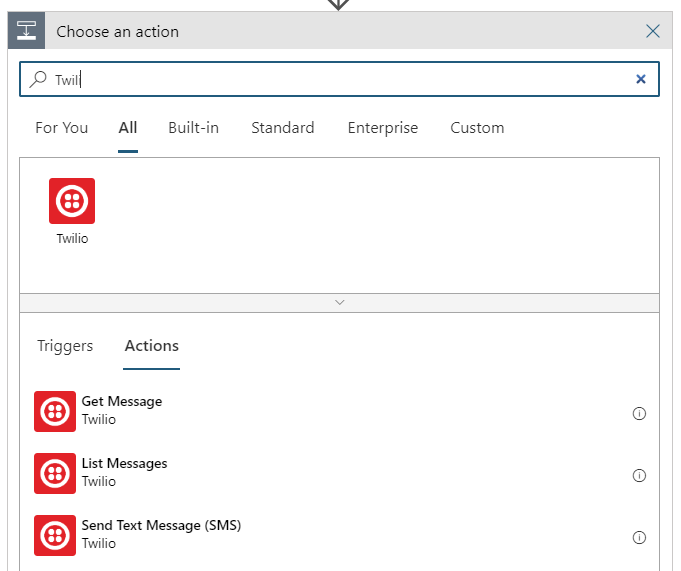 Choose an action
Twili
For You All Built-in Standard Enterprise Custom
Twilio
Triggers Actions
Get Message
Twilio
List Messages
Twilio
Send Text Message (SMS)
Twilio